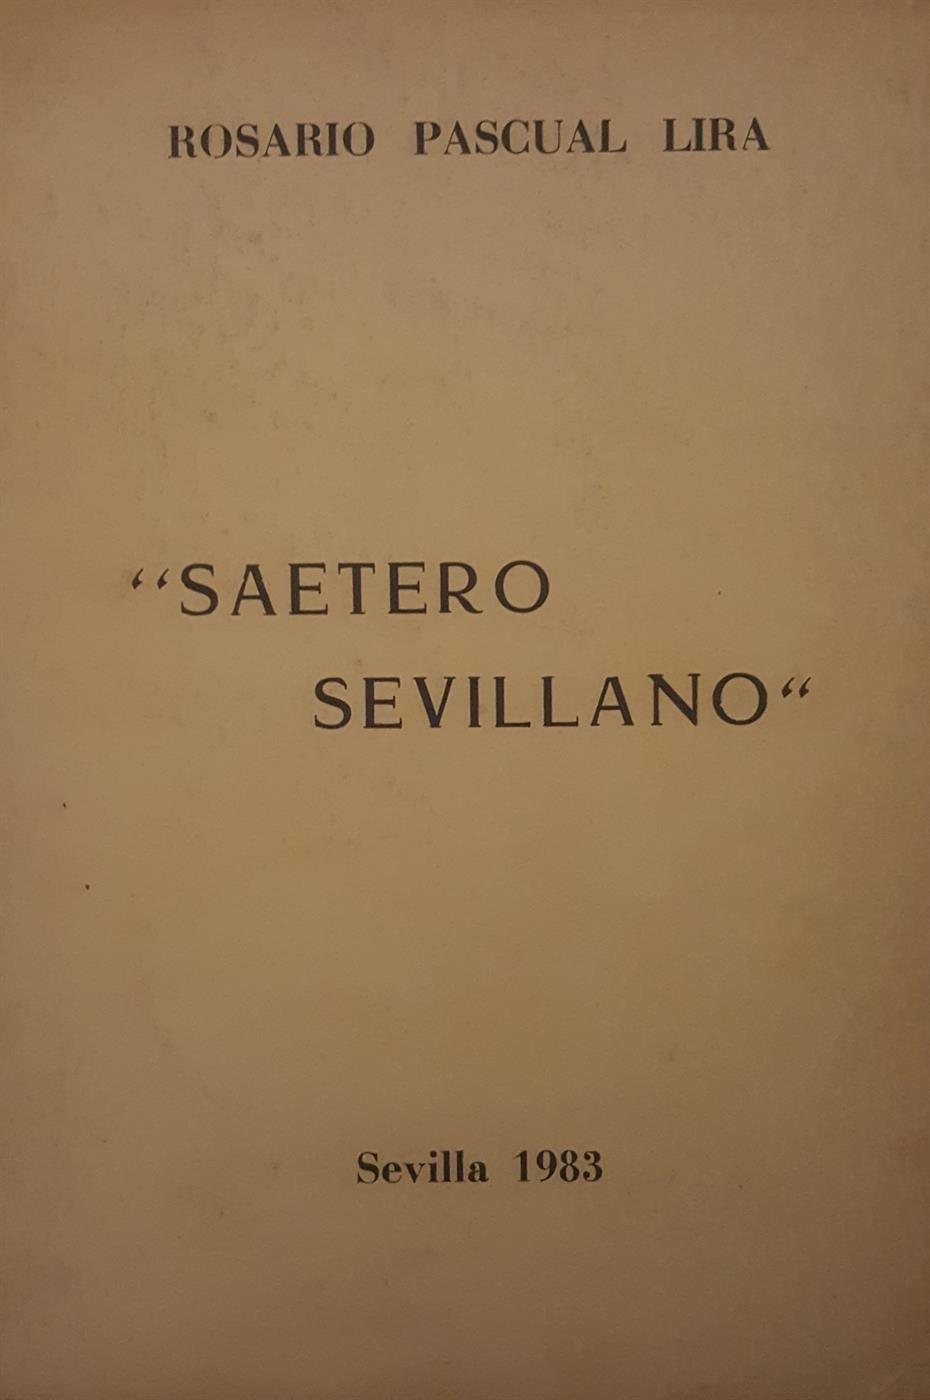 ROSARIO PASCUAL LIRA
“SAETERO
SEVILLANO“
Sevilla 1983